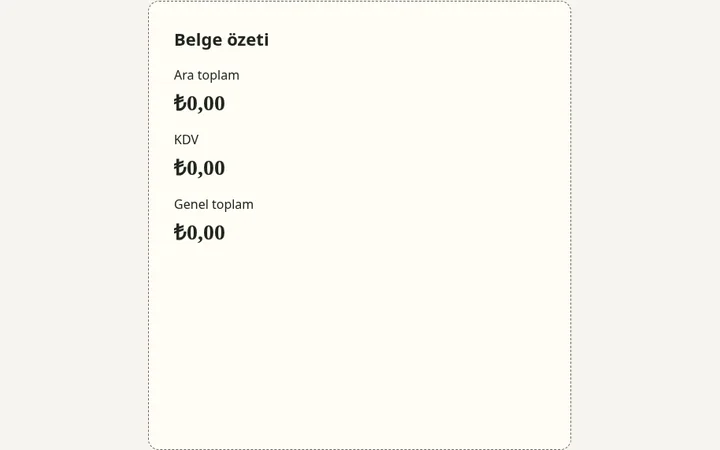 Belge özeti
Ara toplam
₺0,00
KDV
₺0,00
Genel toplam
₺0,00